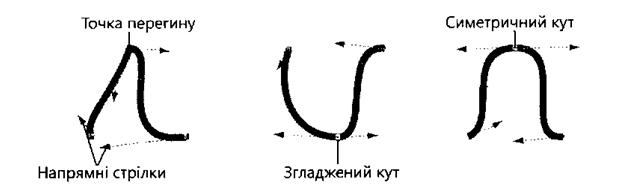 Точка перегину
Симетричний кут
Напрямні стрілки
Згладжений кут